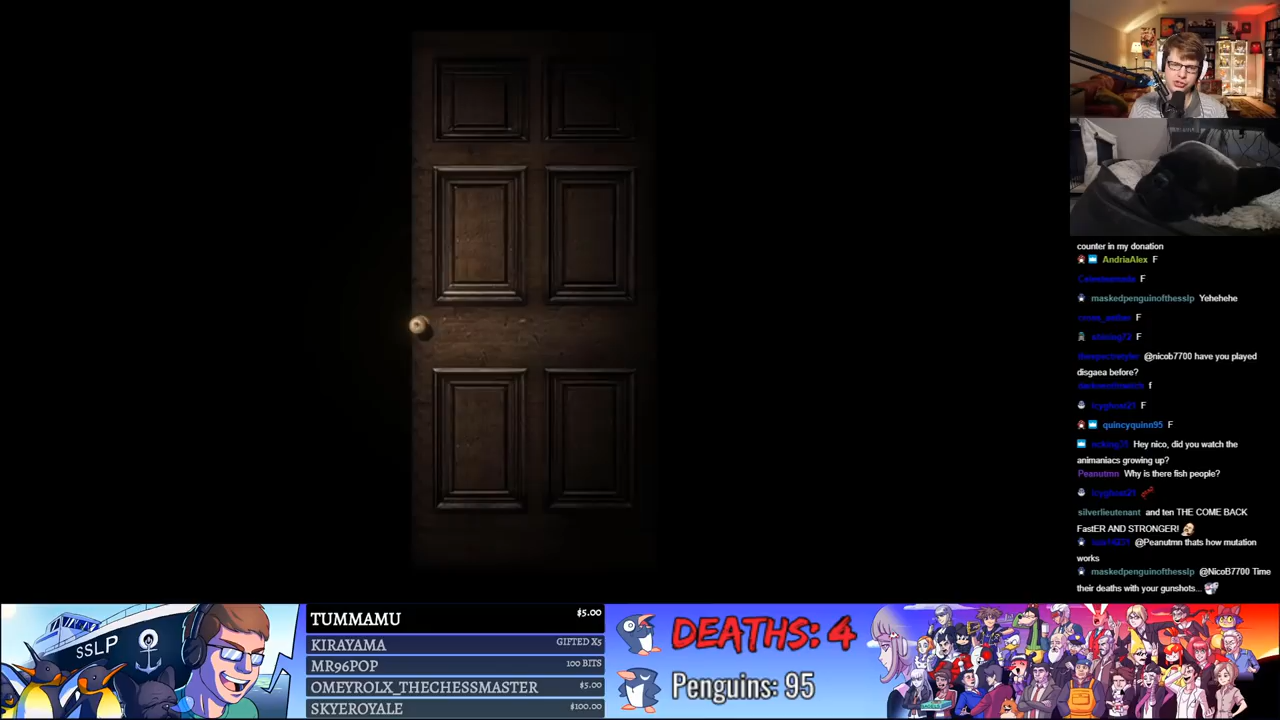 counter in my donation
AndriaAlex F
F
maskedpenguinofthesslp Yehehehe
F
F
@nicob7700 have you played
disgaea before?
f
icyghost21 F
quincyquinn95 F
Hey nico, did you watch the
animaniacs growing up?
Peanutmn Why is there fish people?
icyghost21
silverlieutenant and ten THE COME BACK
FastER AND STRONGER!
@Peanutmn thats how mutation
works
maskedpenguinofthesslp @NicoB7700 Time
their deaths with your gunshots...
SSLP
TUMMAMU $5.00
KIRAYAMA GIFTED X5
MR96POP 100 BITS
OMEYROLX_THECHESSMASTER $5.00
SKYEROYALE $100.00
DEATHS: 4
Penguins: 95